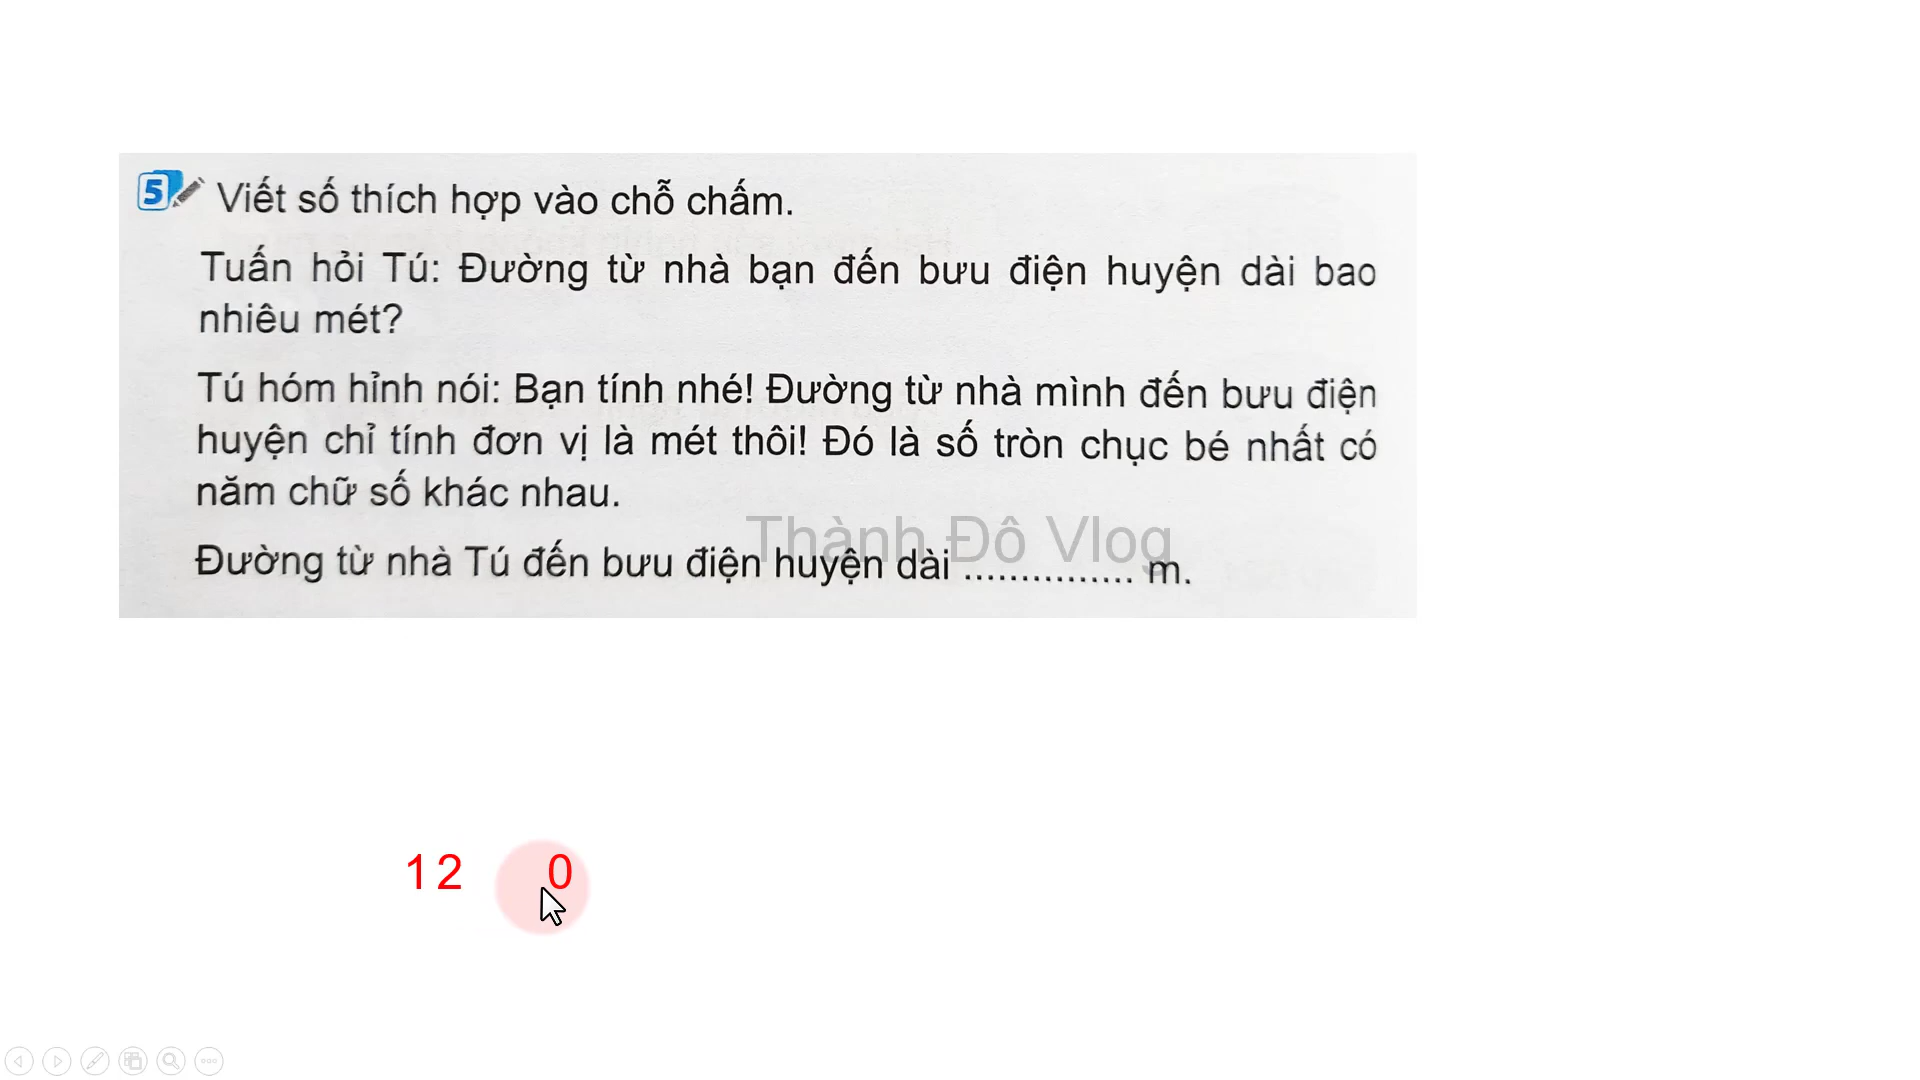 5 Viết số thích hợp vào chỗ chấm.
Tuấn hỏi Tú: Đường từ nhà bạn đến bưu điện huyện dài bao
nhiêu mét?
Tú hóm hỉnh nói: Bạn tính nhé! Đường từ nhà mình đến bưu điện
huyện chỉ tính đơn vị là mét thôi! Đó là số tròn chục bé nhất có
năm chữ số khác nhau.
Thành Đô Vlog
Đường từ nhà Tú đến bưu điện huyện dài ............... m.
12 0